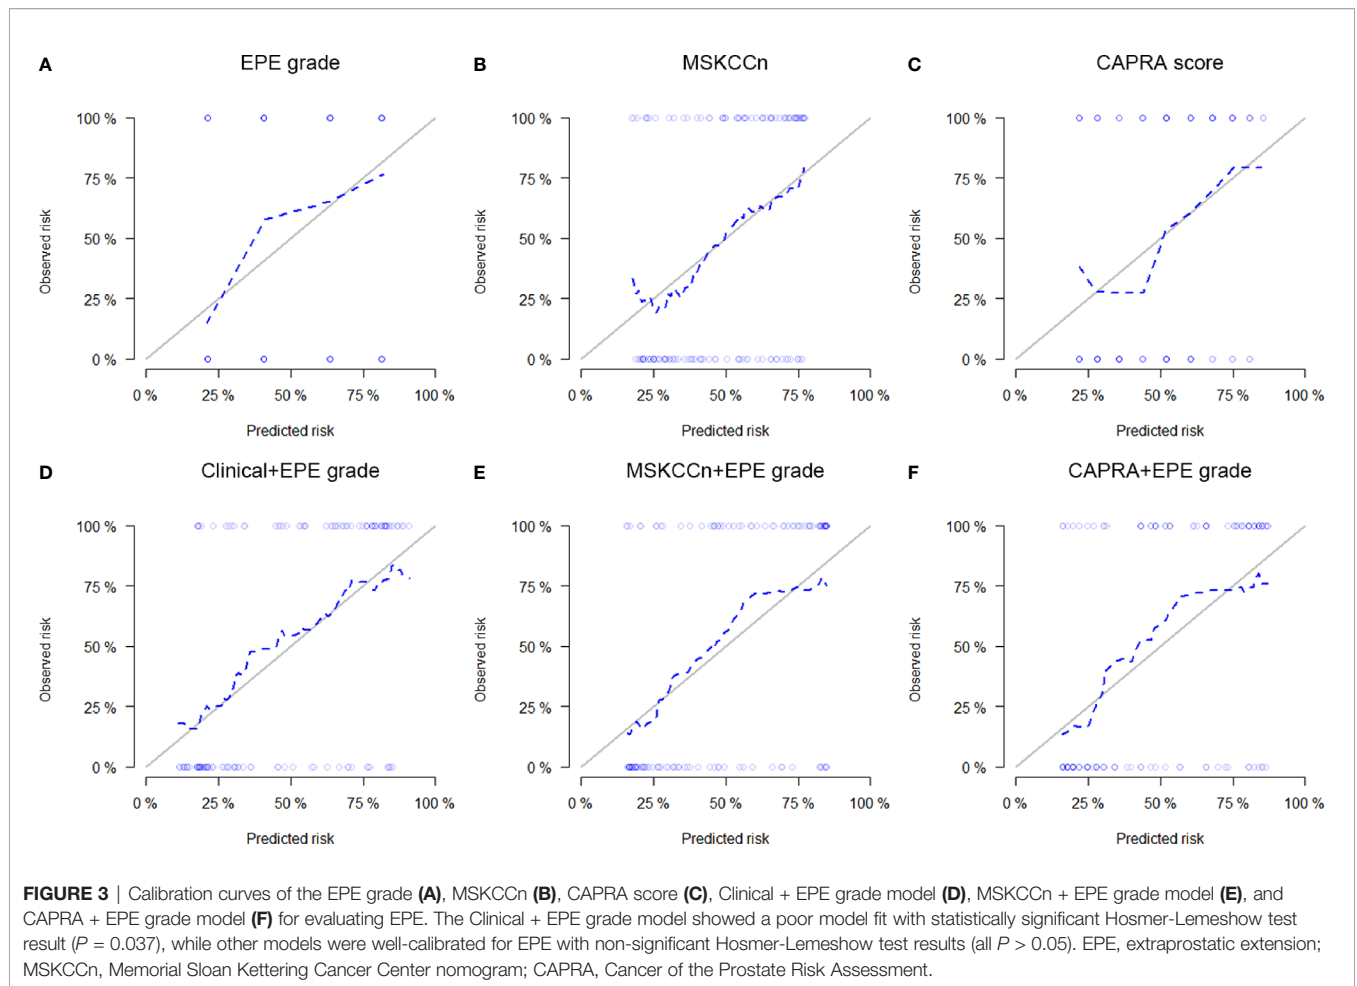 A
EPE grade
100 %
75 %
50 %
25 %
0 %
Observed risk
0 %
25 %
50 %
75 %
100 %
Predicted risk
B
MSKCCn
100 %
75 %
50 %
25 %
0 %
Observed risk
0 %
25 %
50 %
75 %
100 %
Predicted risk
C
CAPRA score
100 %
75 %
50 %
25 %
0 %
Observed risk
0 %
25 %
50 %
75 %
100 %
Predicted risk
D
Clinical+EPE grade
100 %
75 %
50 %
25 %
0 %
Observed risk
0 %
25 %
50 %
75 %
100 %
Predicted risk
E
MSKCCn+EPE grade
100 %
75 %
50 %
25 %
0 %
Observed risk
0 %
25 %
50 %
75 %
100 %
Predicted risk
F
CAPRA+EPE grade
100 %
75 %
50 %
25 %
0 %
Observed risk
0 %
25 %
50 %
75 %
100 %
Predicted risk
FIGURE 3 | Calibration curves of the EPE grade (A), MSKCCn (B), CAPRA score (C), Clinical + EPE grade model (D), MSKCCn + EPE grade model (E), and
CAPRA + EPE grade model (F) for evaluating EPE. The Clinical + EPE grade model showed a poor model fit with statistically significant Hosmer-Lemeshow test
result (P = 0.037), while other models were well-calibrated for EPE with non-significant Hosmer-Lemeshow test results (all P > 0.05). EPE, extraprostatic extension;
MSKCCn, Memorial Sloan Kettering Cancer Center nomogram; CAPRA, Cancer of the Prostate Risk Assessment.